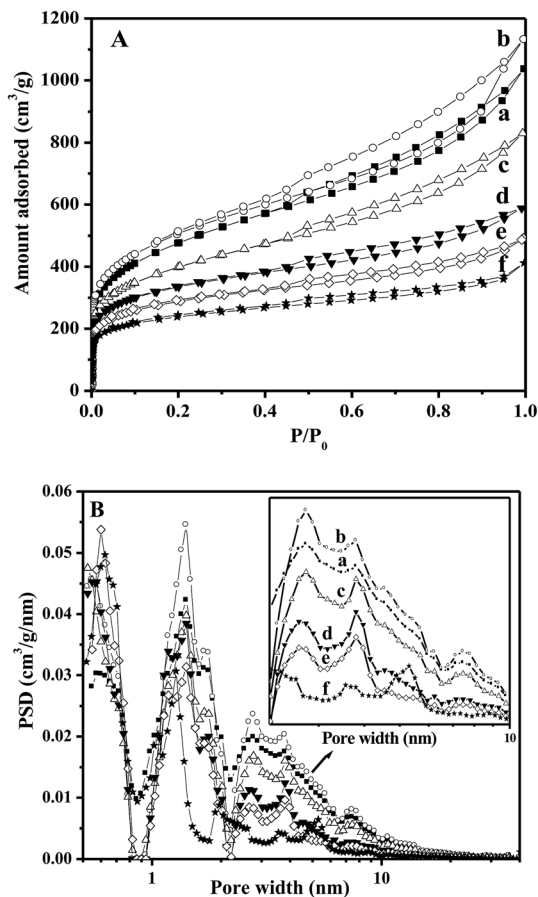 A
b
a
c
d
e
f
Amount adsorbed (cm³/g)
1200
1000
800
600
400
200
0
0.0 0.2 0.4 0.6 0.8 1.0
P/P₀
B
PSD (cm³/g/nm)
0.06
0.05
0.04
0.03
0.02
0.01
0.00
b
a
c
d
e
f
Pore width (nm) 10
1 10
Pore width (nm)